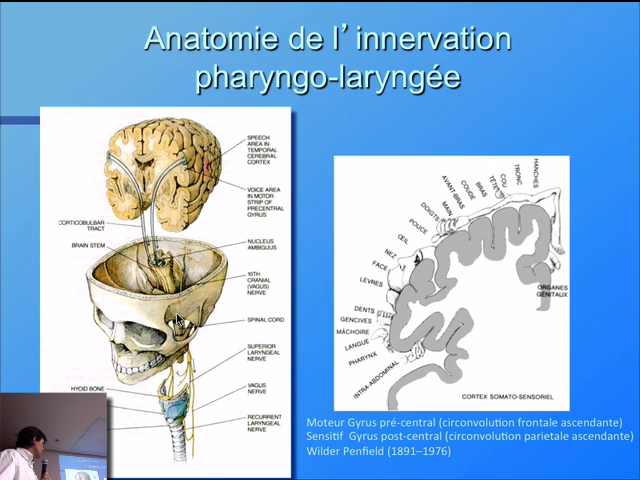 Anatomie de l’innervation
pharyngo-laryngée
SPEECH
AREA IN
TEMPORAL
CEREBRAL
CORTEX
VOICE AREA
IN MOTOR
STRIP OF
PRECENTRAL
GYRUS
CORTICOBULBAR
TRACT
BRAIN STEM
NUCLEUS
AMBIGUUS
10TH
CRANIAL
(VAGUS)
NERVE
SPINAL CORD
SUPERIOR
LARYNGEAL
NERVE
HYOID BONE
VAGUS
NERVE
RECURRENT
LARYNGEAL
NERVE
HANCHES
TRONC
COU
TÊTE
BRAS
COUDE
AVANT-BRAS
MAIN
DOIGTS
POUCE
ŒIL
NEZ
FACE
LEVRES
DENTS
GENCIVES
MÂCHOIRE
LANGUE
PHARYNX
INTRA-ABDOMINAL
ORGANES
GÉNITAUX
CORTEX SOMATO-SENSORIEL
Moteur Gyrus pré-central (circonvolution frontale ascendante)
Sensitif Gyrus post-central (circonvolution parietale ascendante)
Wilder Penfield (1891–1976)